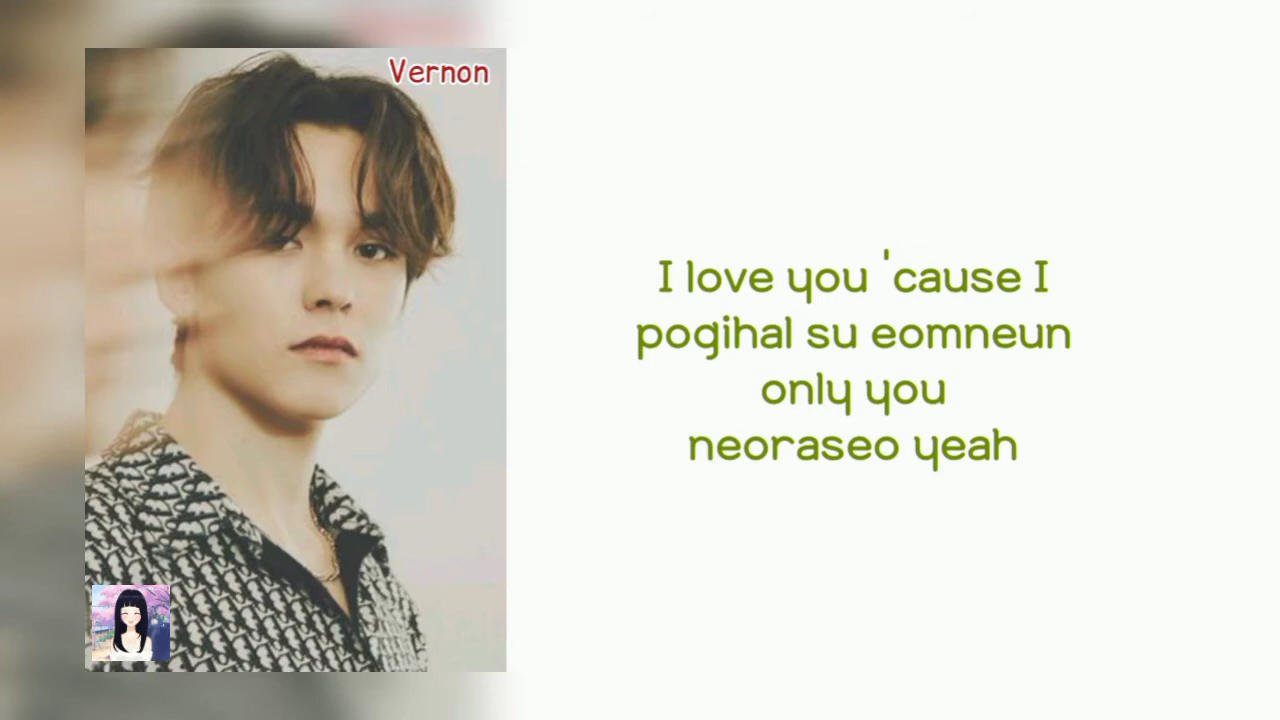 Vernon
I love you 'cause I
pogihal su eomneun
only you
neoraseo yeah